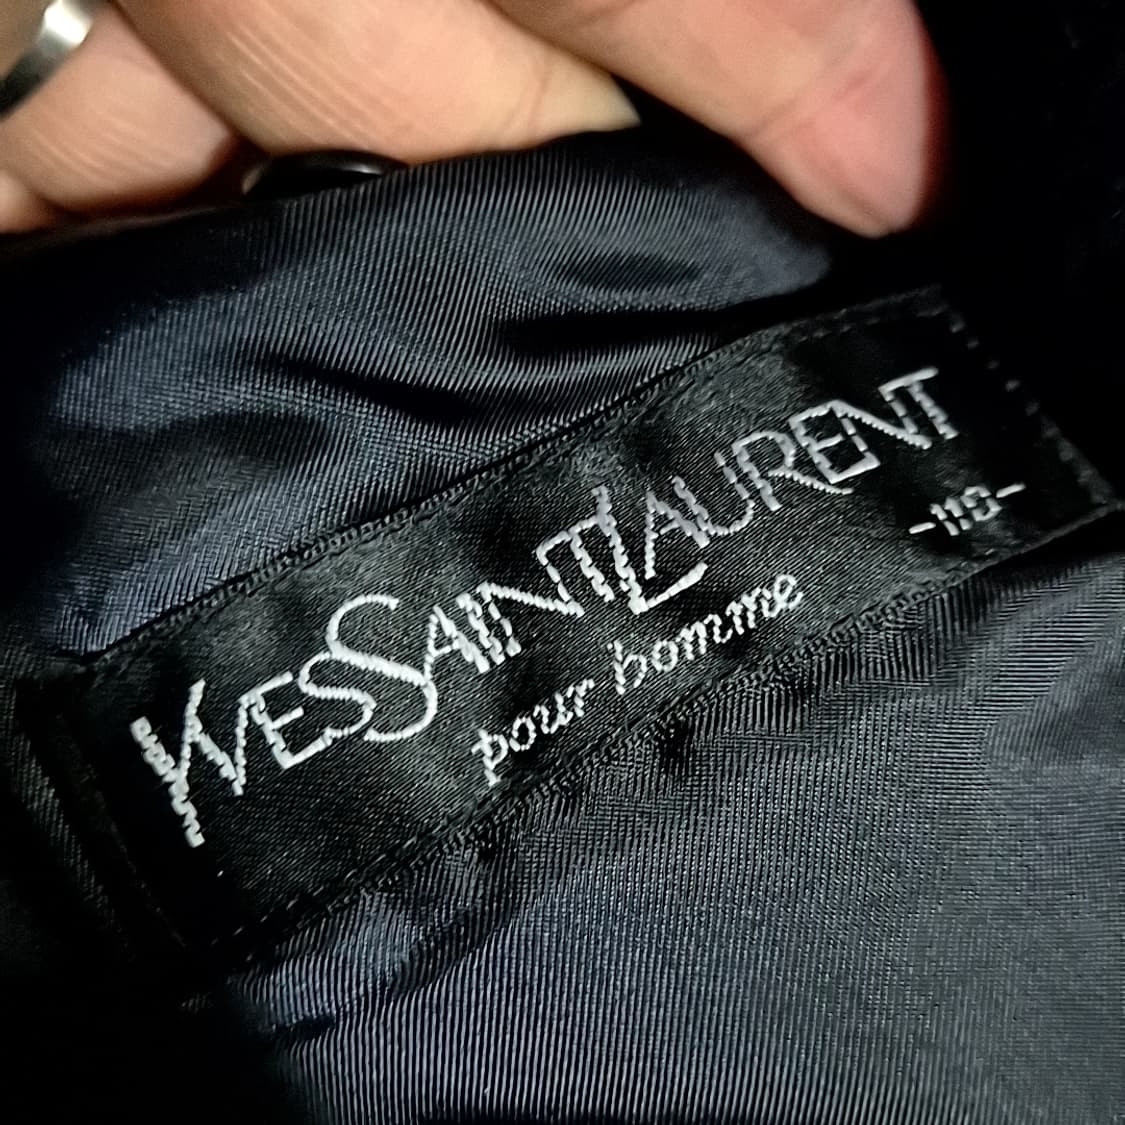 YVESSAINTLAURENT
pour homme
-110-